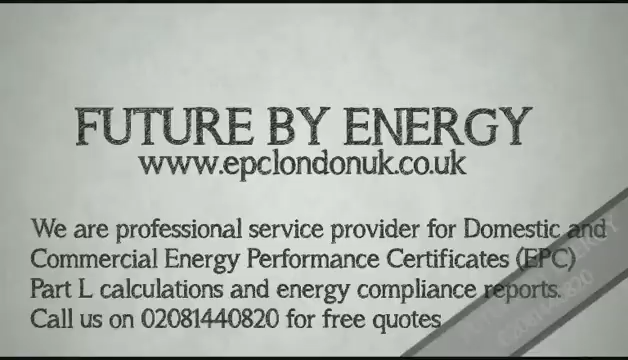 FUTURE BY ENERGY
www.epclondonuk.co.uk
We are professional service provider for Domestic and
Commercial Energy Performance Certificates (EPC)
Part L calculations and energy compliance reports.
Call us on 02081440820 for free quotes
ENERGY